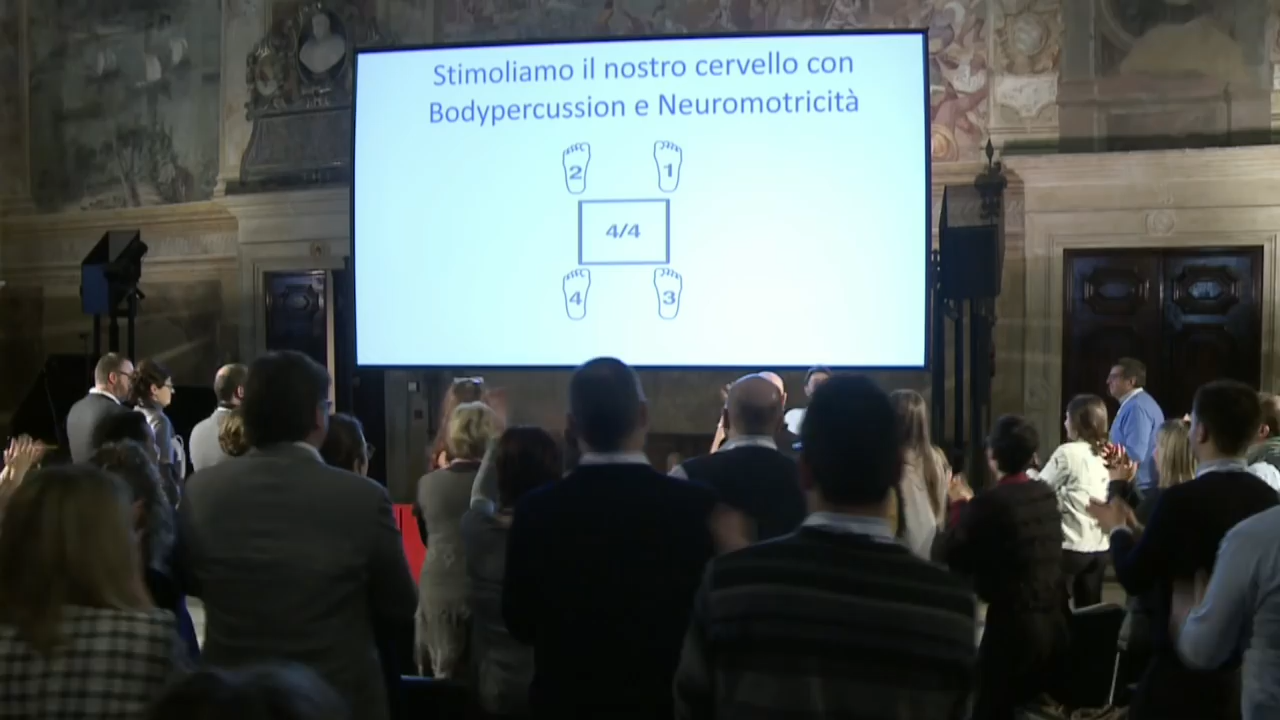 Stimoliamo il nostro cervello con
Bodypercussion e Neuromotricità
2 1
4/4
4 3